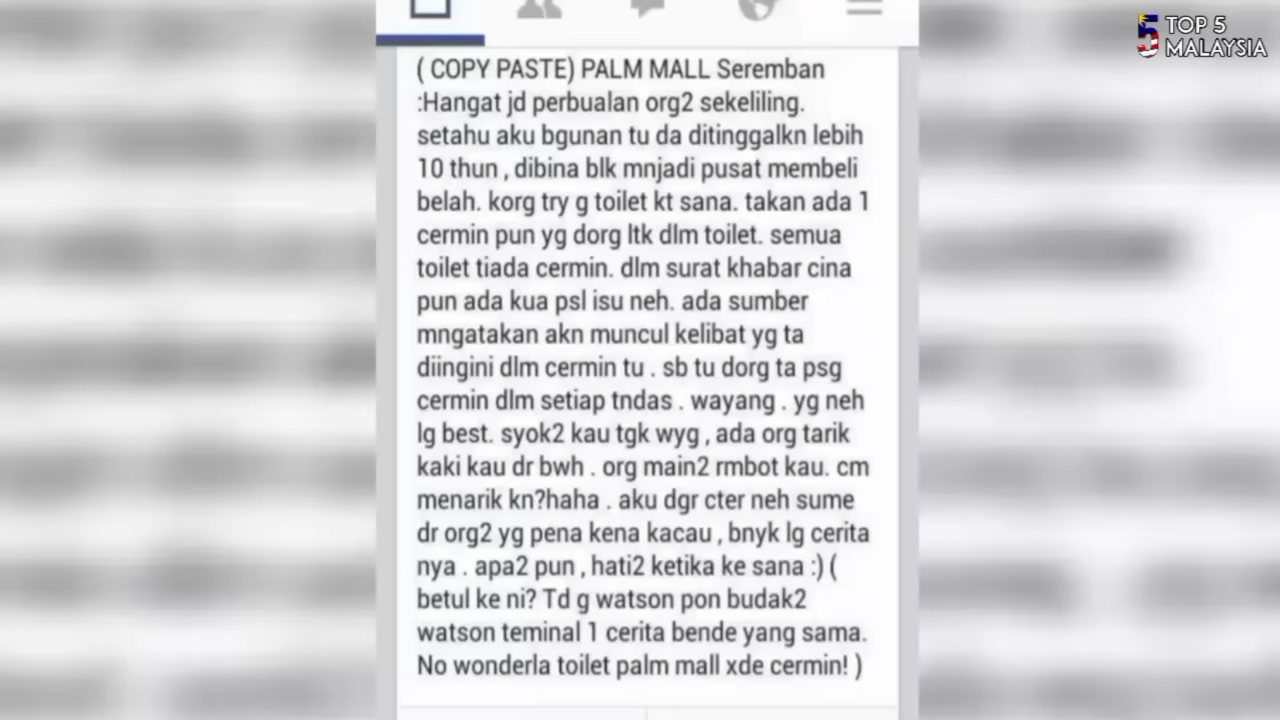 TOP 5
MALAYSIA
( COPY PASTE) PALM MALL Seremban
:Hangat jd perbualan org2 sekeliling.
setahu aku bgunan tu da ditinggalkn lebih
10 thun , dibina blk mnjadi pusat membeli
belah. korg try g toilet kt sana. takan ada 1
cermin pun yg dorg ltk dlm toilet. semua
toilet tiada cermin. dlm surat khabar cina
pun ada kua psl isu neh. ada sumber
mngatakan akn muncul kelibat yg ta
diingini dlm cermin tu . sb tu dorg ta psg
cermin dlm setiap tndas . wayang . yg neh
lg best. syok2 kau tgk wyg , ada org tarik
kaki kau dr bwh . org main2 rmbot kau. cm
menarik kn?haha . aku dgr cter neh sume
dr org2 yg pena kena kacau , bnyk lg cerita
nya . apa2 pun , hati2 ketika ke sana :) (
betul ke ni? Td g watson pon budak2
watson teminal 1 cerita bende yang sama.
No wonderla toilet palm mall xde cermin! )